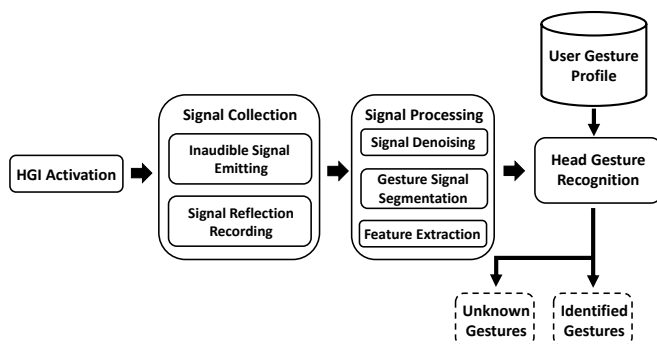 User Gesture
Profile
Signal Collection
Signal Processing
Inaudible Signal
Emitting
Signal Denoising
HGI Activation
Gesture Signal
Segmentation
Head Gesture
Recognition
Signal Reflection
Recording
Feature Extraction
Unknown
Gestures
Identified
Gestures